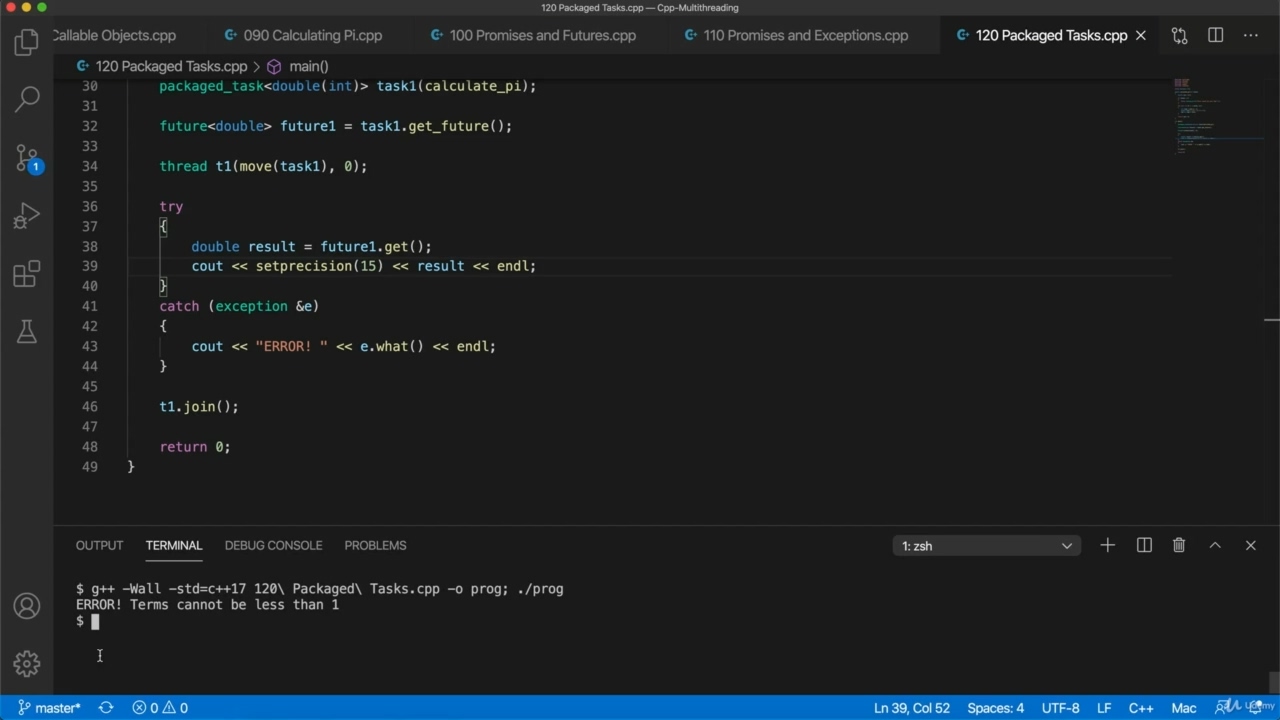 120 Packaged Tasks.cpp — Cpp-Multithreading
Callable Objects.cpp
090 Calculating Pi.cpp
100 Promises and Futures.cpp
110 Promises and Exceptions.cpp
120 Packaged Tasks.cpp
120 Packaged Tasks.cpp > main()
30 packaged_task<double(int)> task1(calculate_pi);
31
32 future<double> future1 = task1.get_future();
33
34 thread t1(move(task1), 0);
35
36 try
37 {
38 double result = future1.get();
39 cout << setprecision(15) << result << endl;
40 }
41 catch (exception &e)
42 {
43 cout << "ERROR! " << e.what() << endl;
44 }
45
46 t1.join();
47
48 return 0;
49 }
1
OUTPUT TERMINAL DEBUG CONSOLE PROBLEMS 1: zsh
$ g++ -Wall -std=c++17 120\ Packaged\ Tasks.cpp -o prog; ./prog
ERROR! Terms cannot be less than 1
$
master* 0 0 Ln 39, Col 52 Spaces: 4 UTF-8 LF C++ Mac Udemy